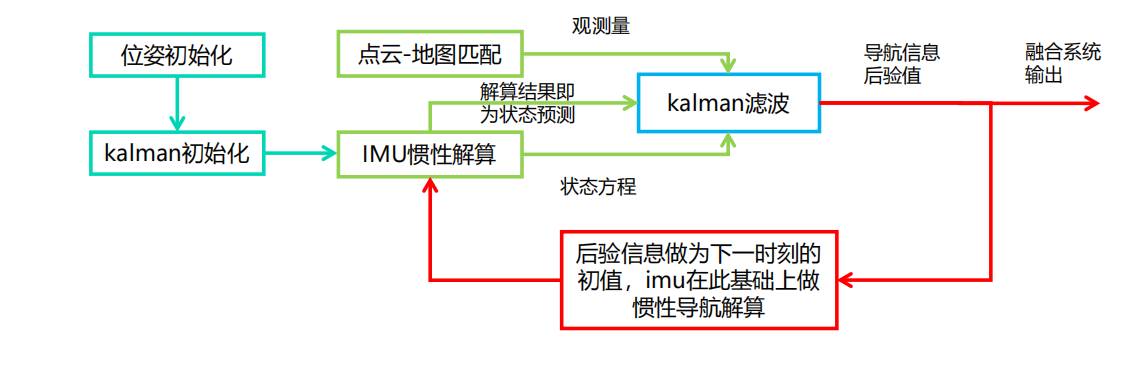 观测量
位姿初始化
点云-地图匹配
导航信息
后验值
融合系统
输出
解算结果即
为状态预测
kalman滤波
kalman初始化
IMU惯性解算
状态方程
后验信息做为下一时刻的
初值，imu在此基础上做
惯性导航解算